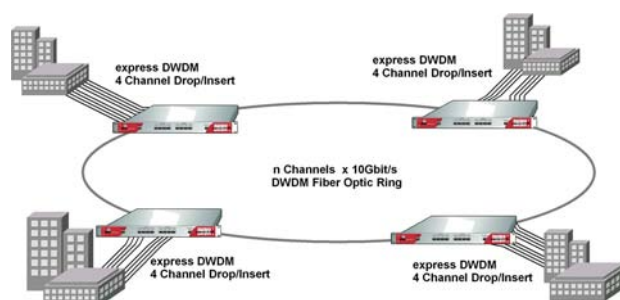 express DWDM
4 Channel Drop/Insert
express DWDM
4 Channel Drop/Insert
n Channels x 10Gbit/s
DWDM Fiber Optic Ring
express DWDM
4 Channel Drop/Insert
express DWDM
4 Channel Drop/Insert